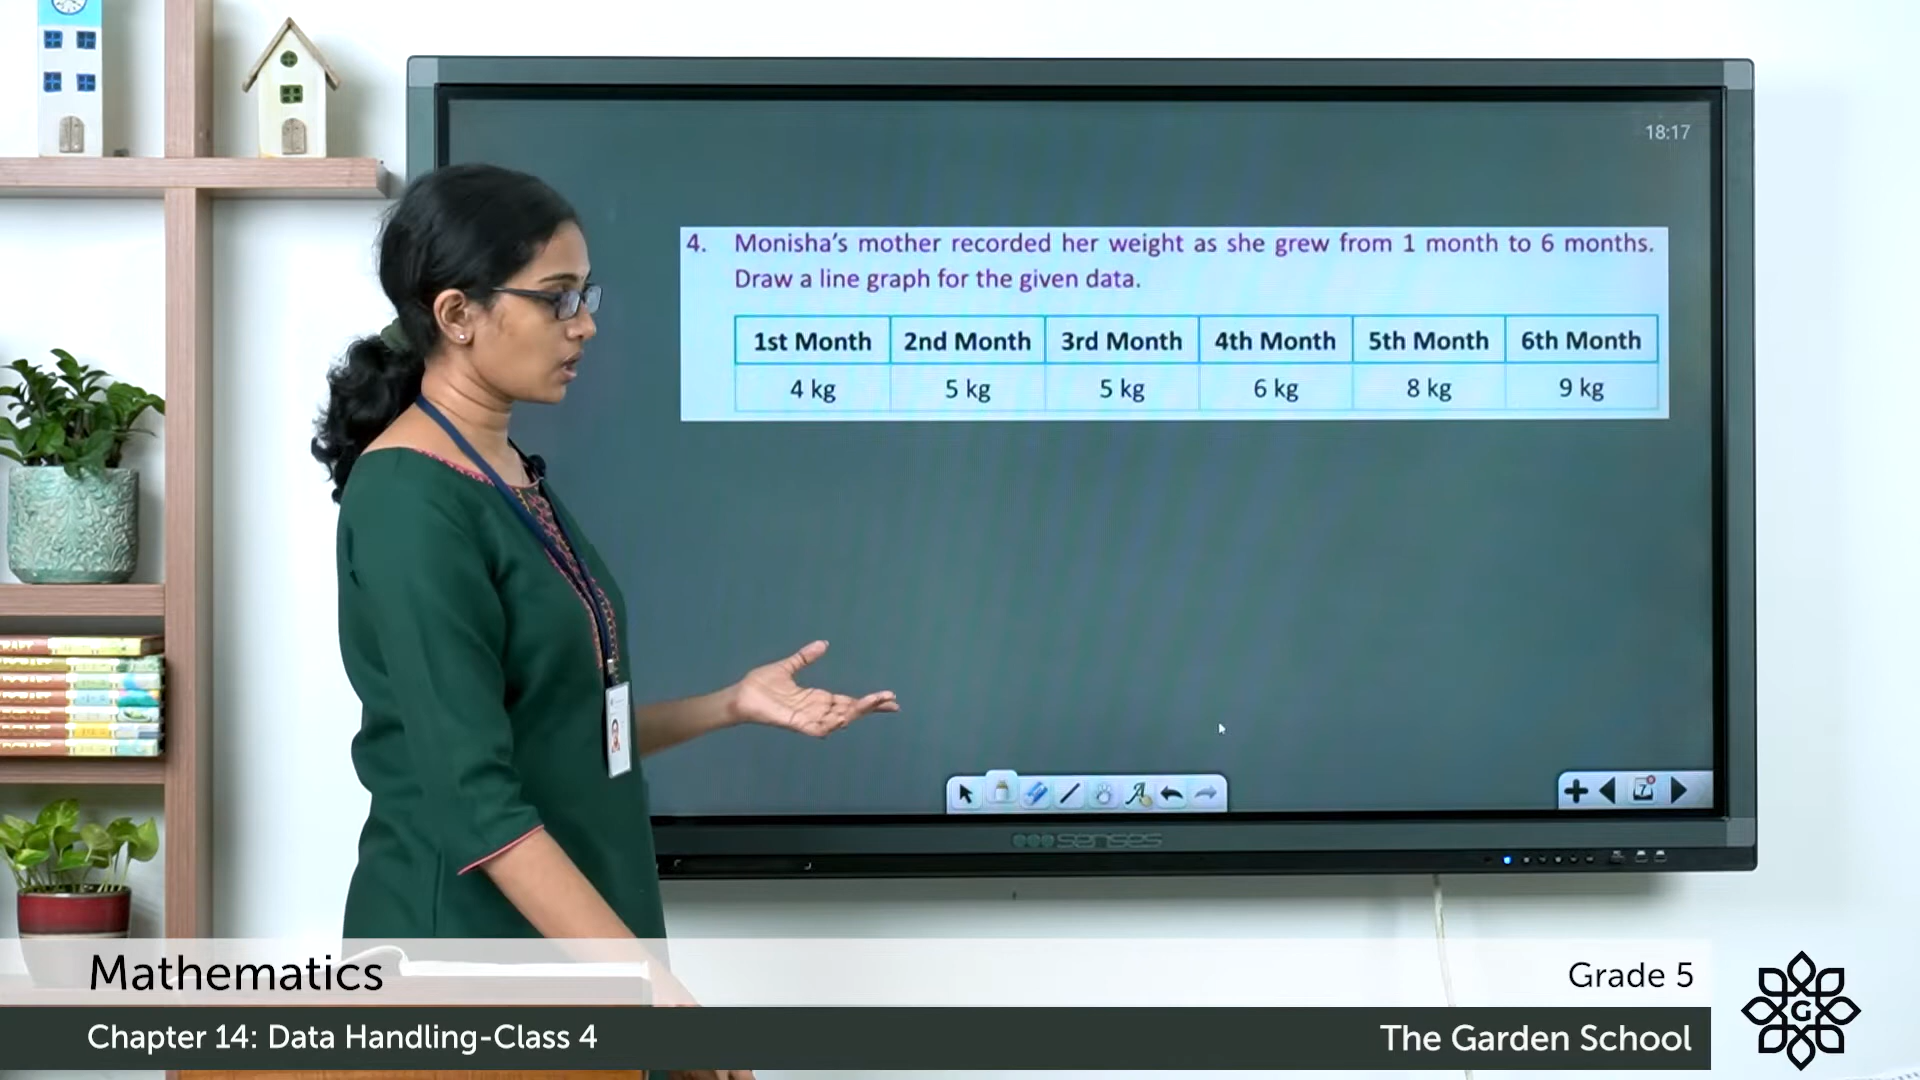 18:17
4. Monisha's mother recorded her weight as she grew from 1 month to 6 months.
Draw a line graph for the given data.
1st Month 2nd Month 3rd Month 4th Month 5th Month 6th Month
4 kg 5 kg 5 kg 6 kg 8 kg 9 kg
7
senses
Mathematics
Grade 5
Chapter 14: Data Handling-Class 4
The Garden School
G